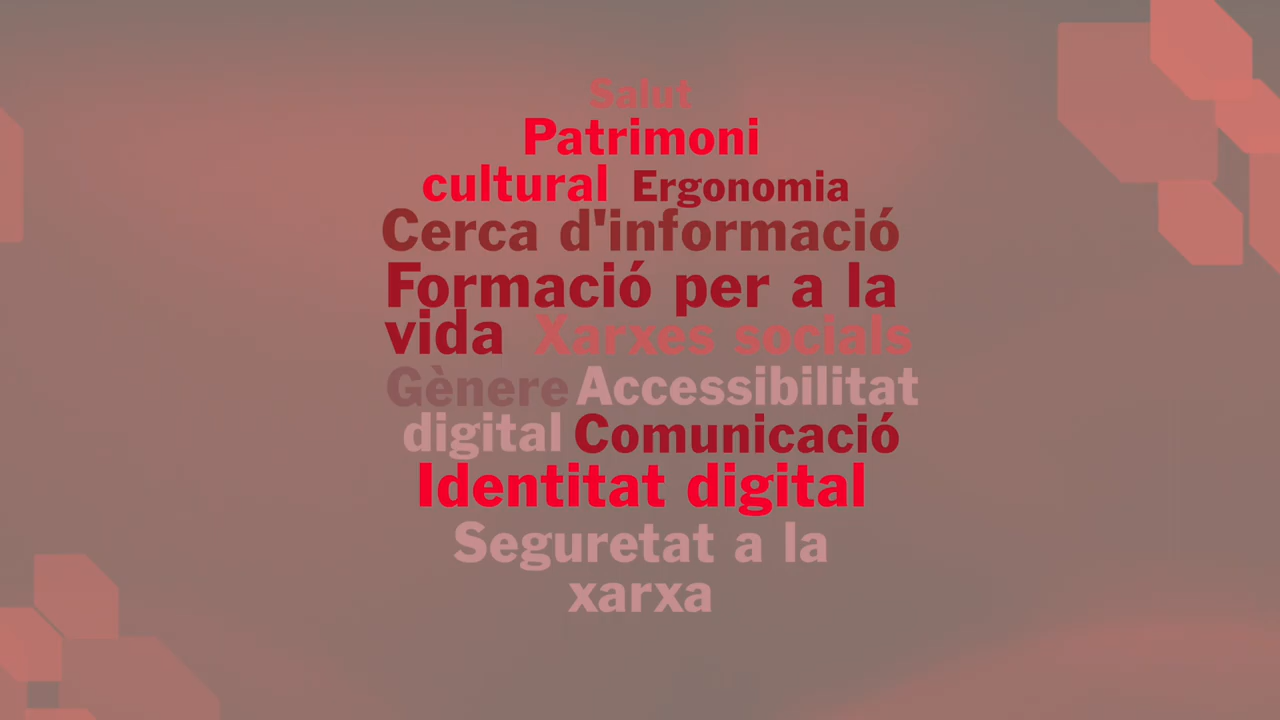 Salut
Patrimoni
cultural Ergonomia
Cerca d'informació
Formació per a la
vida Xarxes socials
Gènere Accessibilitat
digital Comunicació
Identitat digital
Seguretat a la
xarxa